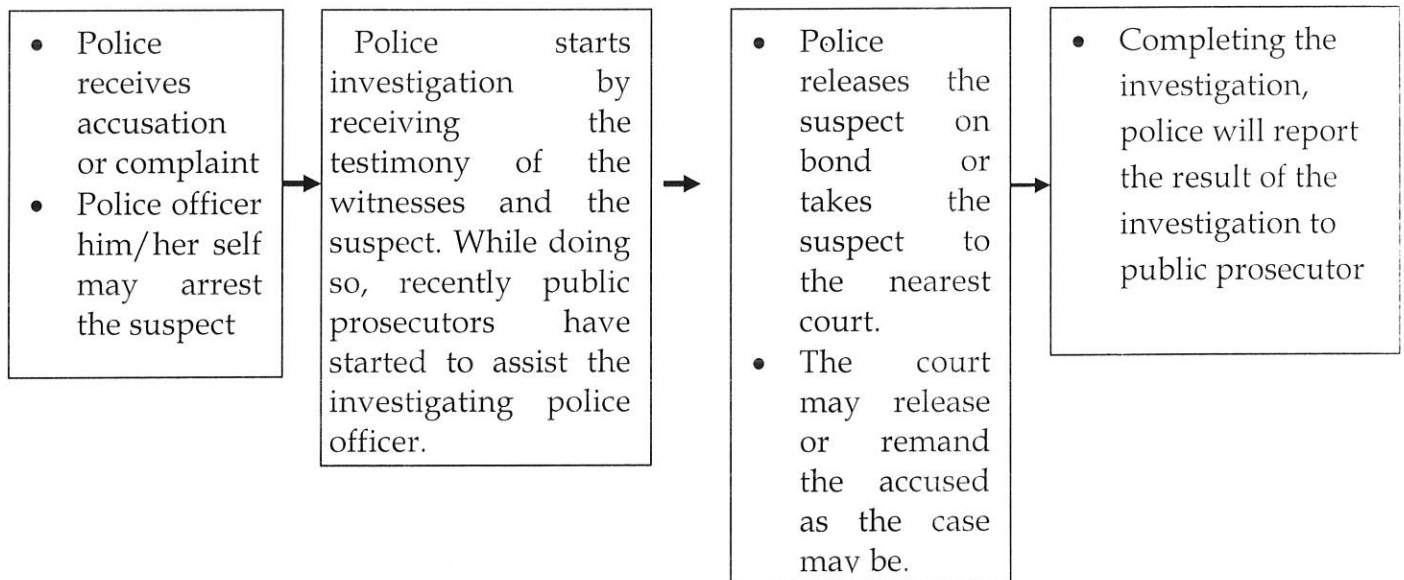 • Police
receives
accusation
or complaint
• Police officer
him/her self
may arrest
the suspect
Police starts
investigation by
receiving the
testimony of the
witnesses and the
suspect. While doing
so, recently public
prosecutors have
started to assist the
investigating police
officer.
• Police
releases the
suspect on
bond or
takes the
suspect to
the nearest
court.
• The court
may release
or remand
the accused
as the case
may be.
• Completing the
investigation,
police will report
the result of the
investigation to
public prosecutor